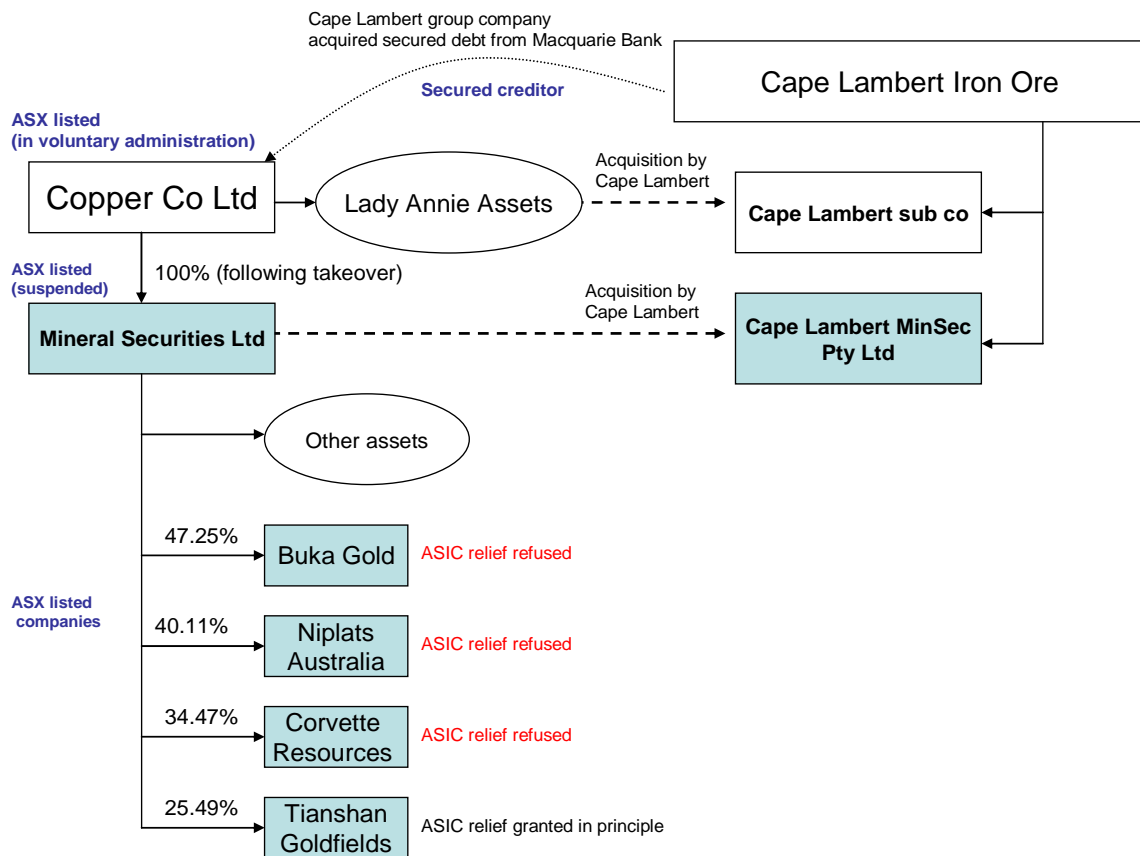 Cape Lambert group company
acquired secured debt from Macquarie Bank
Cape Lambert Iron Ore
Secured creditor
ASX listed
(in voluntary administration)
Copper Co Ltd
Lady Annie Assets
Acquisition by
Cape Lambert
Cape Lambert sub co
100% (following takeover)
ASX listed
(suspended)
Mineral Securities Ltd
Acquisition by
Cape Lambert
Cape Lambert MinSec
Pty Ltd
Other assets
47.25%
Buka Gold
ASIC relief refused
ASX listed
companies
40.11%
Niplats
Australia
ASIC relief refused
34.47%
Corvette
Resources
ASIC relief refused
25.49%
Tianshan
Goldfields
ASIC relief granted in principle